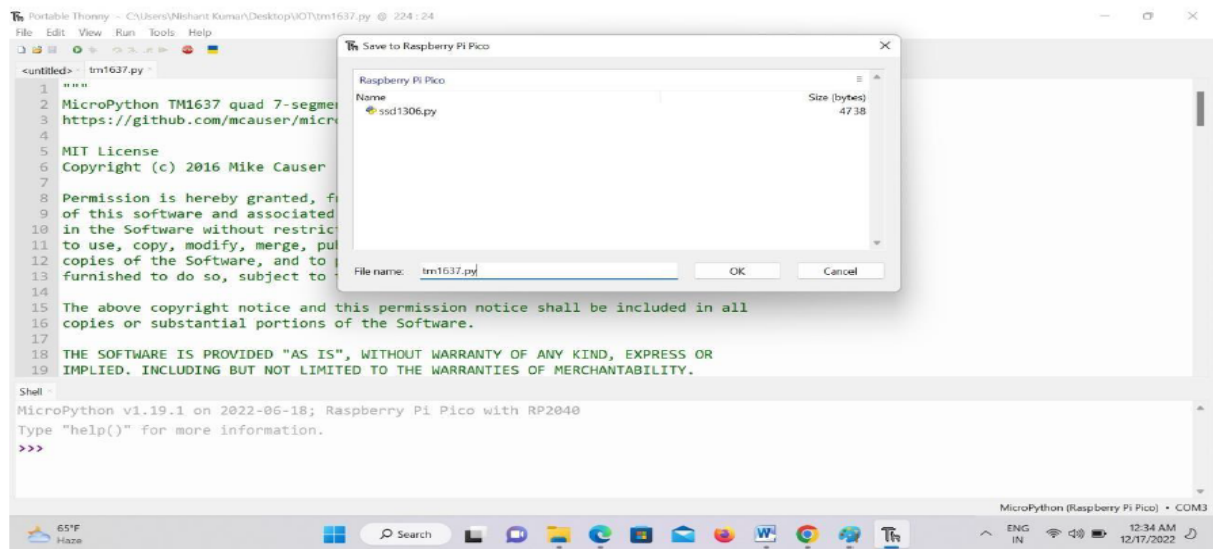 Portable Thonny - C:\Users\Nishant Kumar\Desktop\IOT\tm1637.py @ 224:24
File Edit View Run Tools Help
<untitled> tm1637.py
1 """
2 MicroPython TM1637 quad 7-segme
3 https://github.com/mcauser/micr
4
5 MIT License
6 Copyright (c) 2016 Mike Causer
7
8 Permission is hereby granted, f
9 of this software and associated
10 in the Software without restric
11 to use, copy, modify, merge, pu
12 copies of the Software, and to
13 furnished to do so, subject to
14
15 The above copyright notice and this permission notice shall be included in all
16 copies or substantial portions of the Software.
17
18 THE SOFTWARE IS PROVIDED "AS IS", WITHOUT WARRANTY OF ANY KIND, EXPRESS OR
19 IMPLIED. INCLUDING BUT NOT LIMITED TO THE WARRANTIES OF MERCHANTABILITY.
Save to Raspberry Pi Pico
Raspberry Pi Pico
Name Size (bytes)
ssd1306.py 4738
File name: tm1637.py OK Cancel
Shell
MicroPython v1.19.1 on 2022-06-18; Raspberry Pi Pico with RP2040
Type "help()" for more information.
>>>
MicroPython (Raspberry Pi Pico) • COM3
65°F
Haze
Search
ENG
IN
12:34 AM
12/17/2022